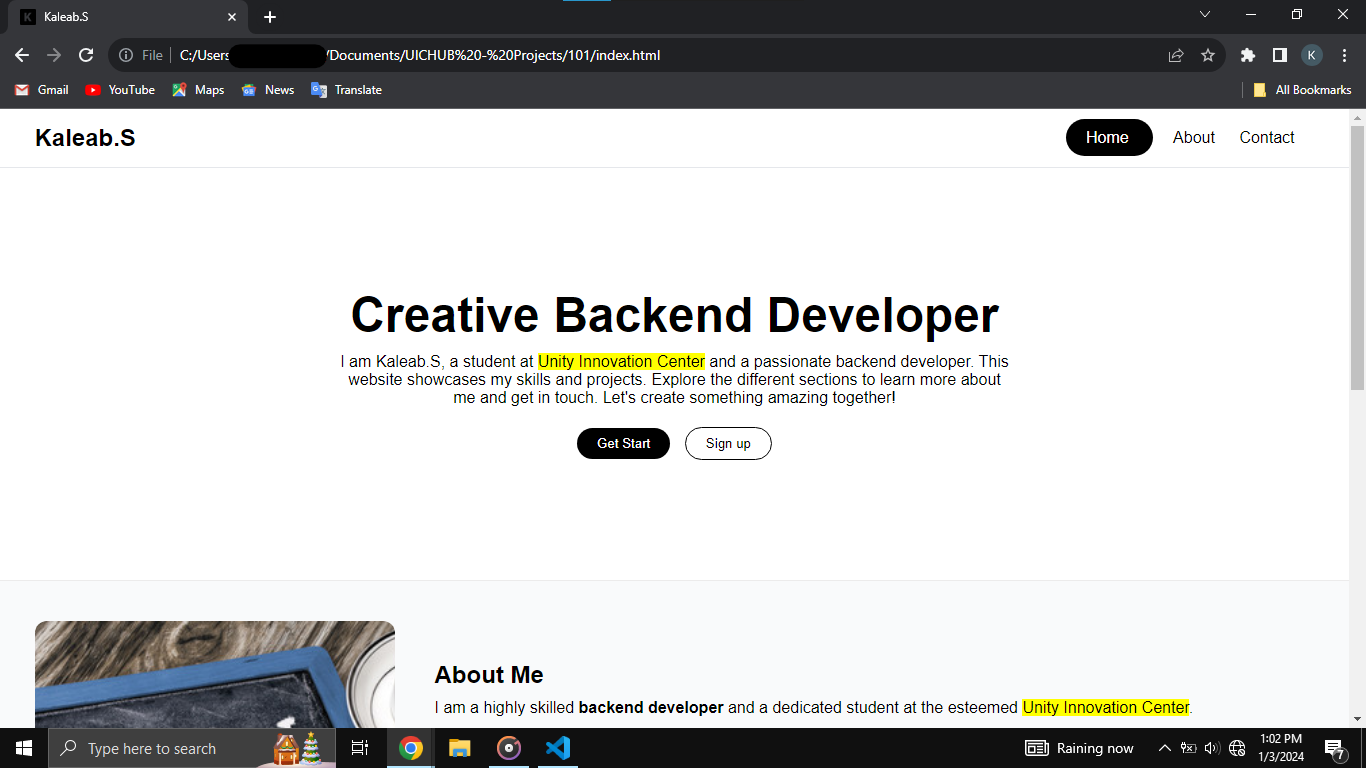 Kaleab.S
File
C:/Users /Documents/UICHUB%20-%20Projects/101/index.html
K
Gmail
YouTube
Maps
News
Translate
All Bookmarks
Kaleab.S
Home
About
Contact
Creative Backend Developer
I am Kaleab.S, a student at Unity Innovation Center and a passionate backend developer. This
website showcases my skills and projects. Explore the different sections to learn more about
me and get in touch. Let's create something amazing together!
Get Start
Sign up
About Me
I am a highly skilled backend developer and a dedicated student at the esteemed Unity Innovation Center.
Type here to search
Raining now
1:02 PM
1/3/2024
7